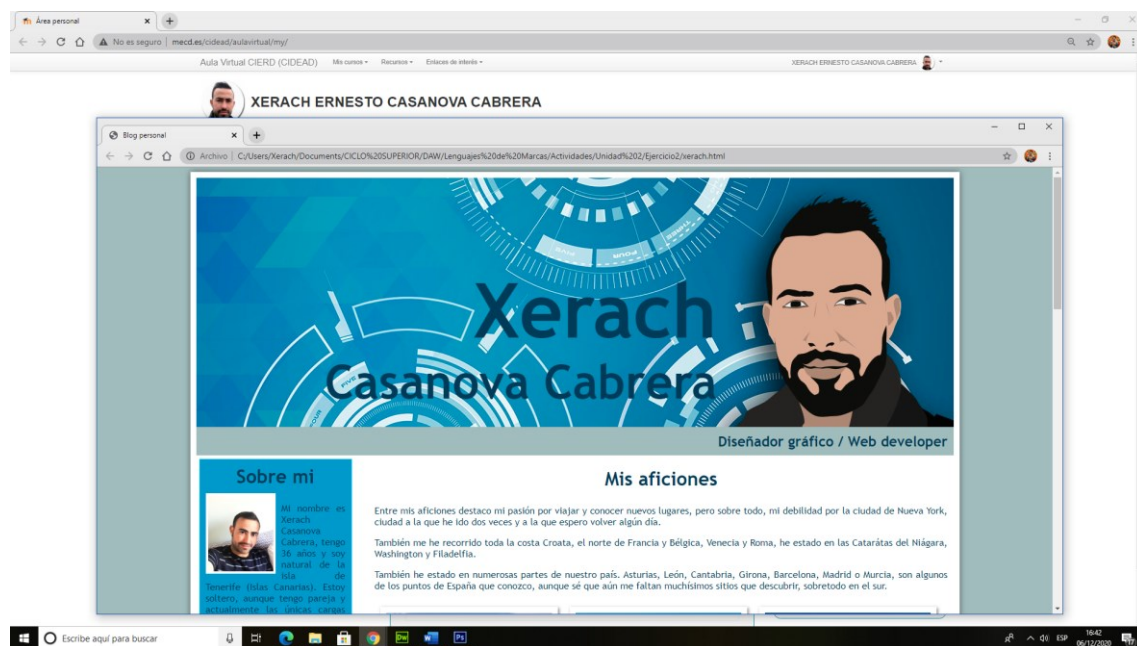 Área personal
No es seguro | mecd.es/cidead/aulavirtual/my/
Aula Virtual CIERD (CIDEAD) Mis cursos Recursos Enlaces de interés XERACH ERNESTO CASANOVA CABRERA
XERACH ERNESTO CASANOVA CABRERA
Blog personal
Archivo | C:/Users/Xerach/Documents/CICLO%20SUPERIOR/DAW/Lenguajes%20de%20Marcas/Actividades/Unidad%202/Ejercicio2/xerach.html
Xerach
Casanova Cabrera
Diseñador gráfico / Web developer
Sobre mi
Mi nombre es
Xerach
Casanova
Cabrera, tengo
36 años y soy
natural de la
isla de
Tenerife (Islas Canarias). Estoy
soltero, aunque tengo pareja y
actualmente las únicas cargas
Mis aficiones
Entre mis aficiones destaco mi pasión por viajar y conocer nuevos lugares, pero sobre todo, mi debilidad por la ciudad de Nueva York,
ciudad a la que he ido dos veces y a la que espero volver algún día.
También me he recorrido toda la costa Croata, el norte de Francia y Bélgica, Venecia y Roma, he estado en las Catarátas del Niágara,
Washington y Filadelfia.
También he estado en numerosas partes de nuestro país. Asturias, León, Cantabria, Girona, Barcelona, Madrid o Murcia, son algunos
de los puntos de España que conozco, aunque sé que aún me faltan muchísimos sitios que descubrir, sobretodo en el sur.
Escribe aquí para buscar
Dw
W
Ps
ESP
16:42
06/12/2020